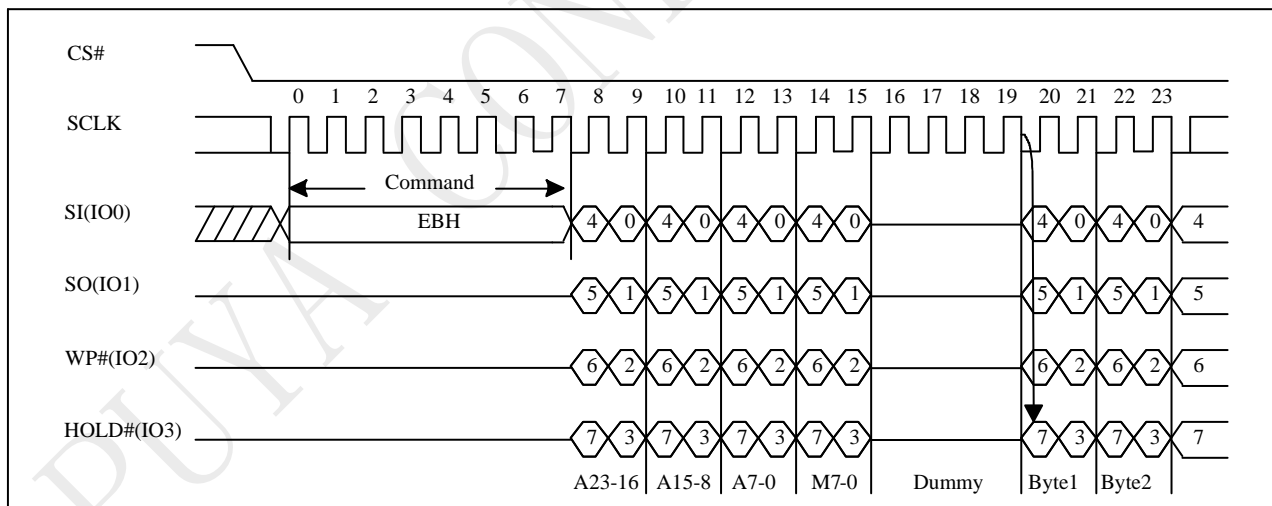 PUYA CON
CS#
0 1 2 3 4 5 6 7 8 9 10 11 12 13 14 15 16 17 18 19 20 21 22 23
SCLK
Command
SI(IO0) EBH 4 0 4 0 4 0 4 0 4 0 4 0 4
SO(IO1) 5 1 5 1 5 1 5 1 5 1 5 1 5
WP#(IO2) 6 2 6 2 6 2 6 2 6 2 6 2 6
HOLD#(IO3) 7 3 7 3 7 3 7 3 7 3 7 3 7
A23-16 A15-8 A7-0 M7-0 Dummy Byte1 Byte2